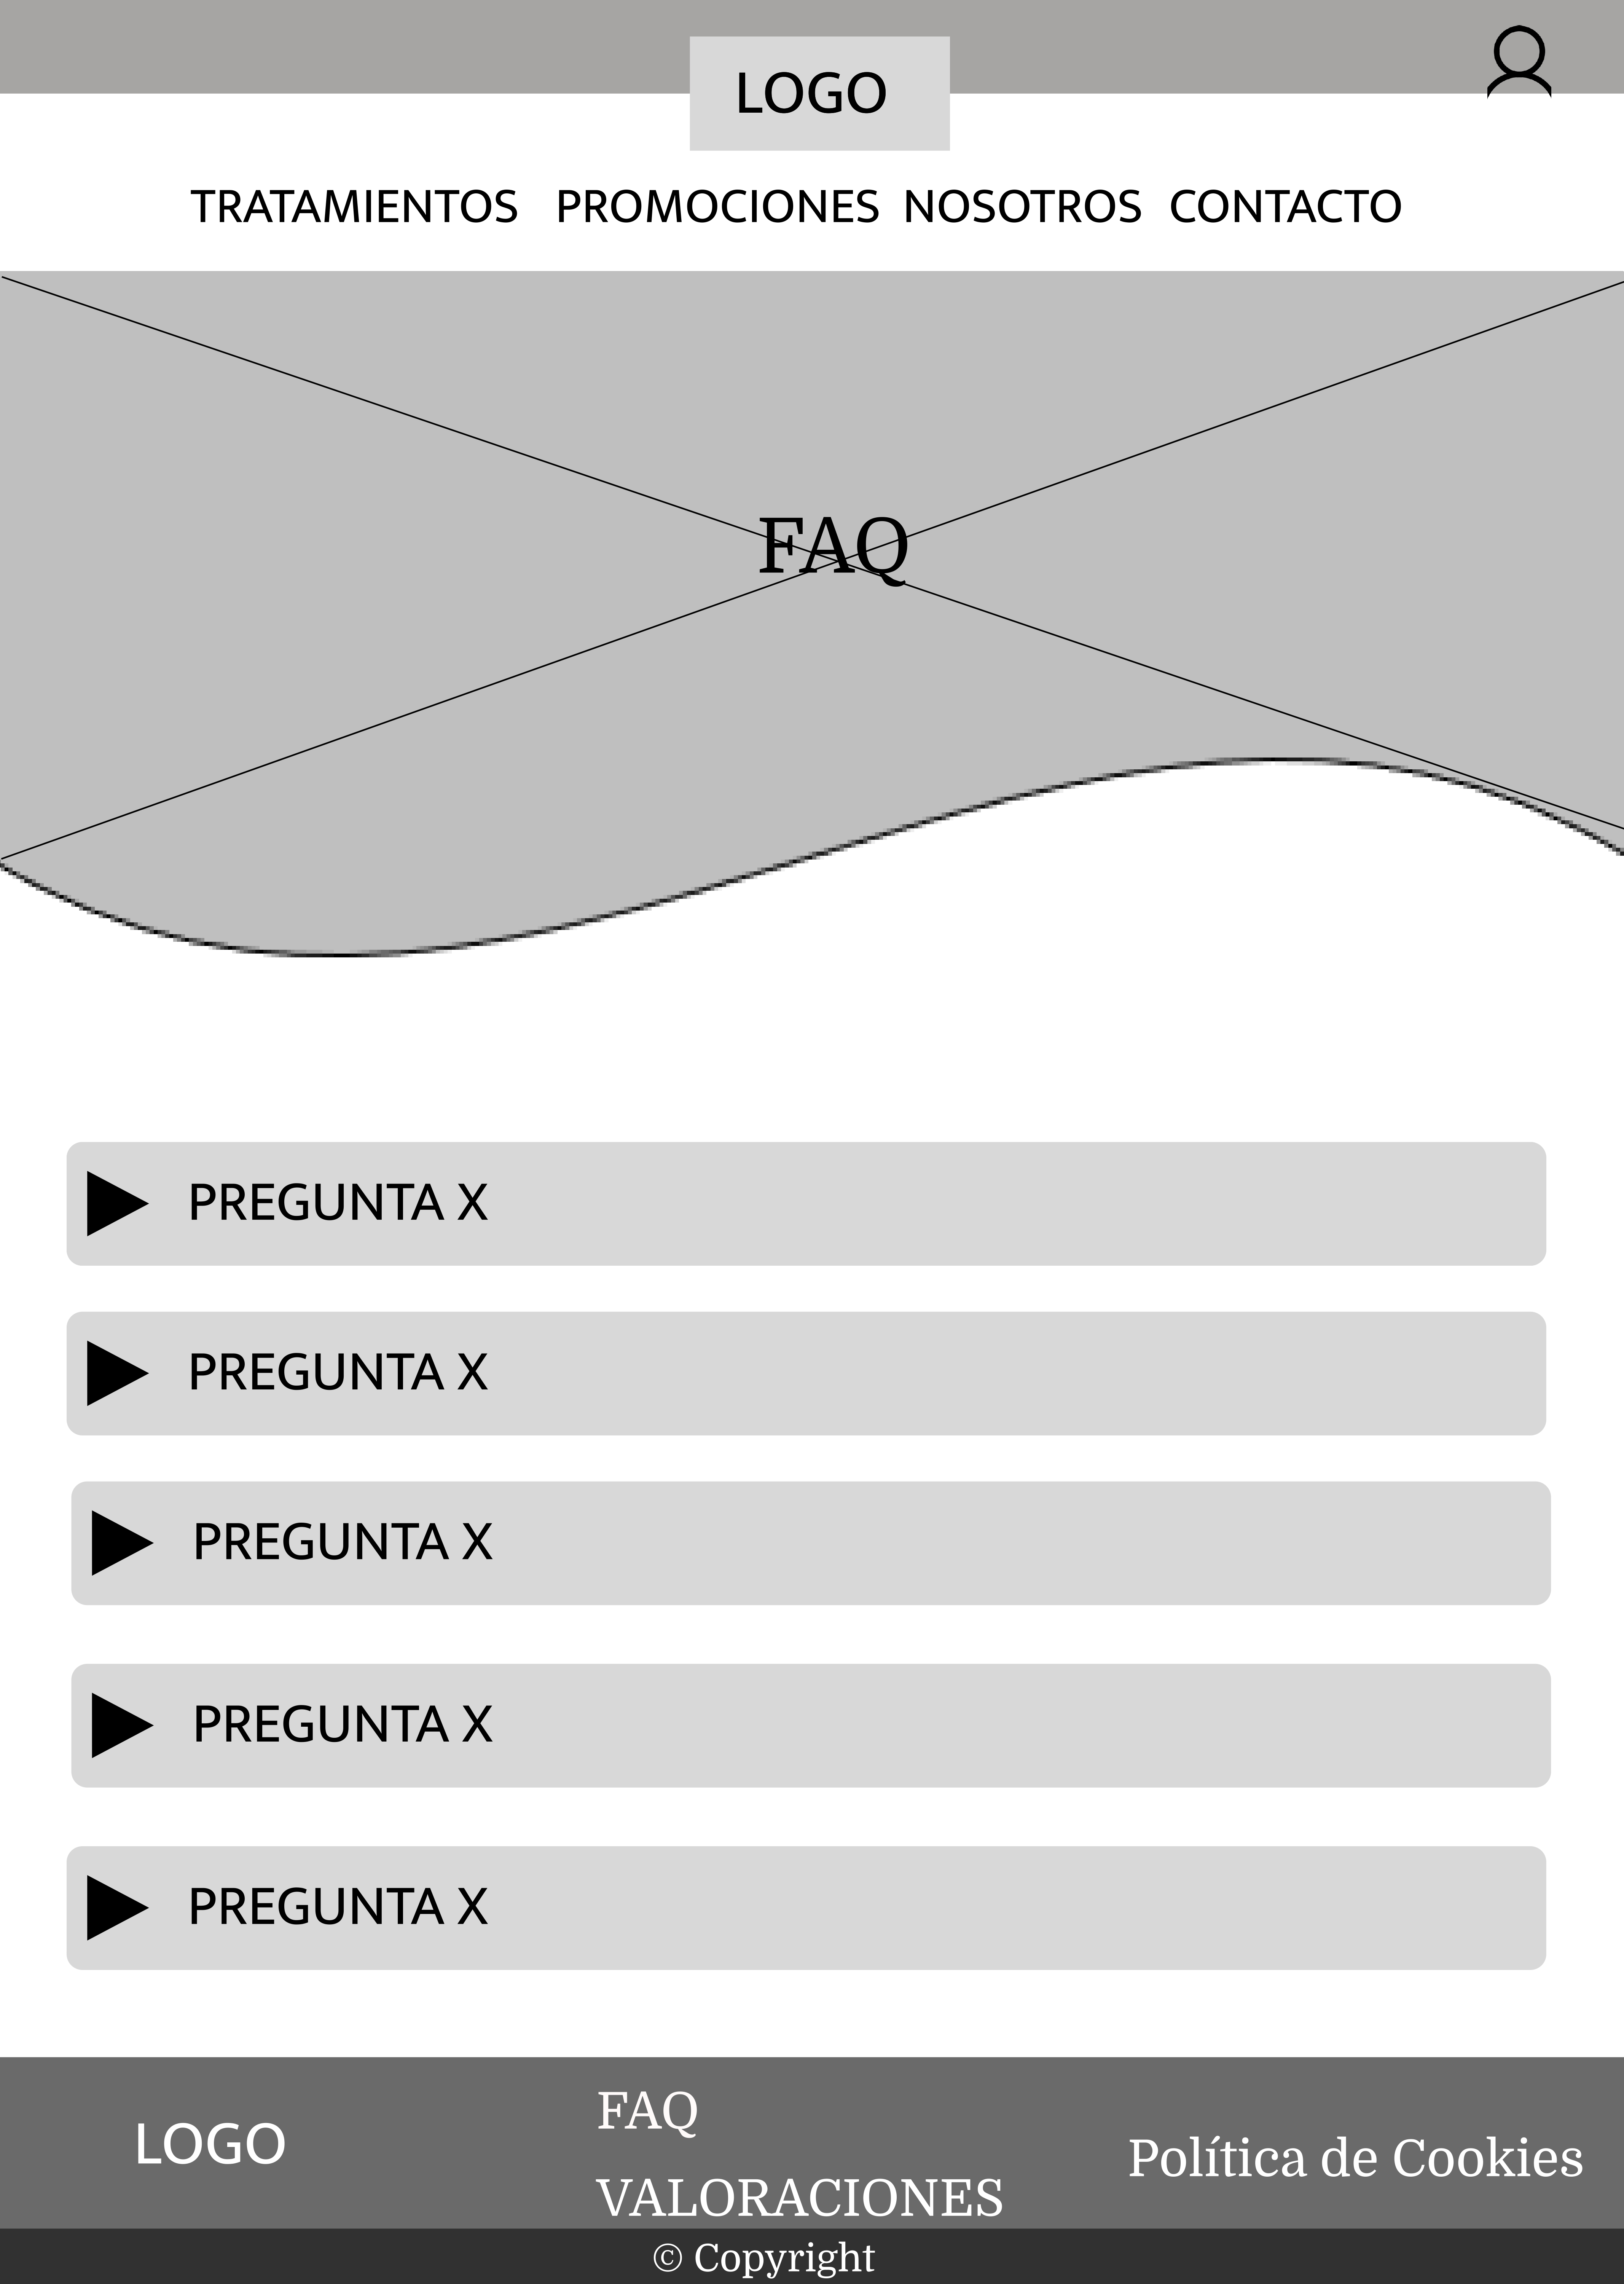 LOGO
TRATAMIENTOS PROMOCIONES NOSOTROS CONTACTO
FAQ
PREGUNTA X
PREGUNTA X
PREGUNTA X
PREGUNTA X
PREGUNTA X
LOGO
FAQ
VALORACIONES
Política de Cookies
© Copyright